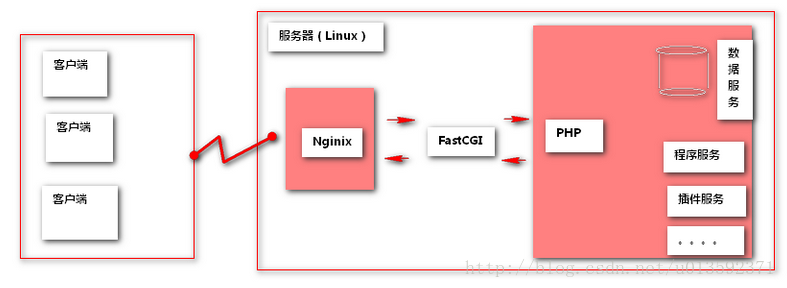 客户端
客户端
客户端
服务器（Linux）
Nginix
FastCGI
PHP
数
据
服
务
程序服务
插件服务
。。。。
http://blog.csdn.net/u013592371